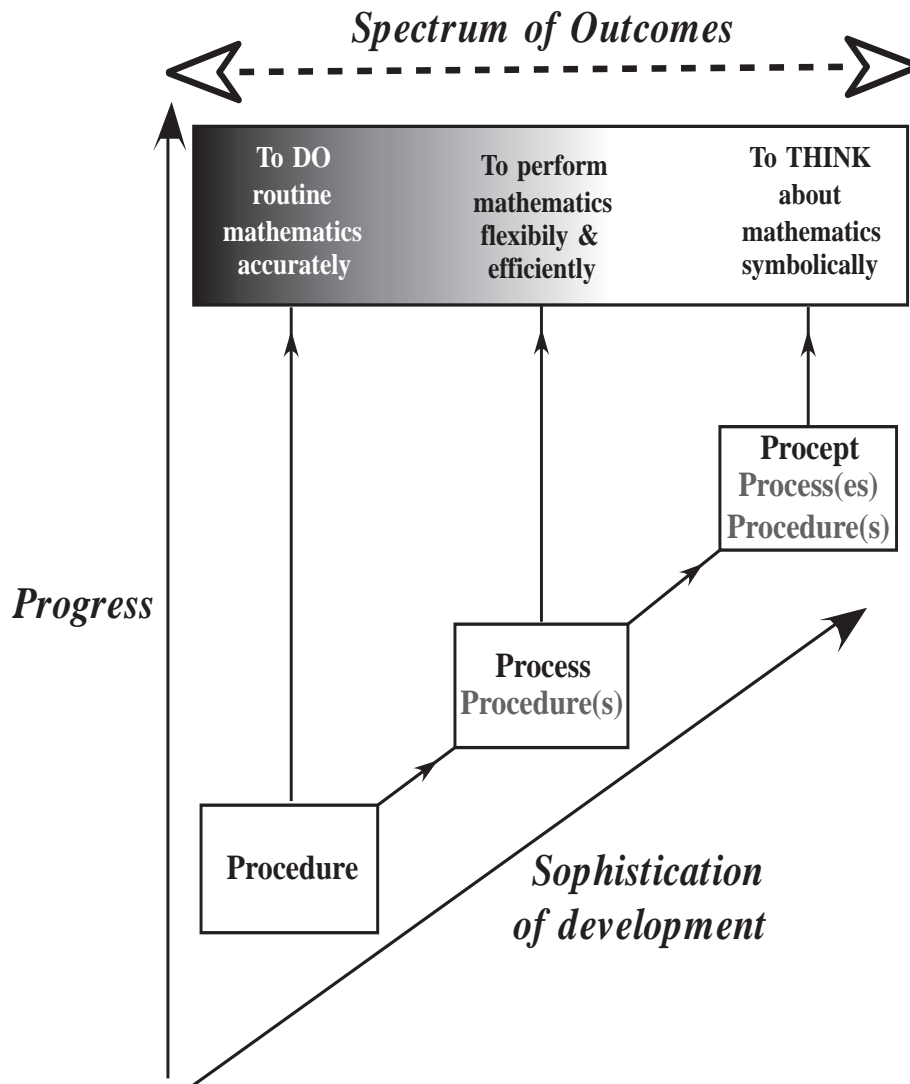 Spectrum of Outcomes
To DO
routine
mathematics
accurately
To perform
mathematics
flexibily &
efficiently
To THINK
about
mathematics
symbolically
Procept
Process(es)
Procedure(s)
Progress
Process
Procedure(s)
Procedure
Sophistication
of development